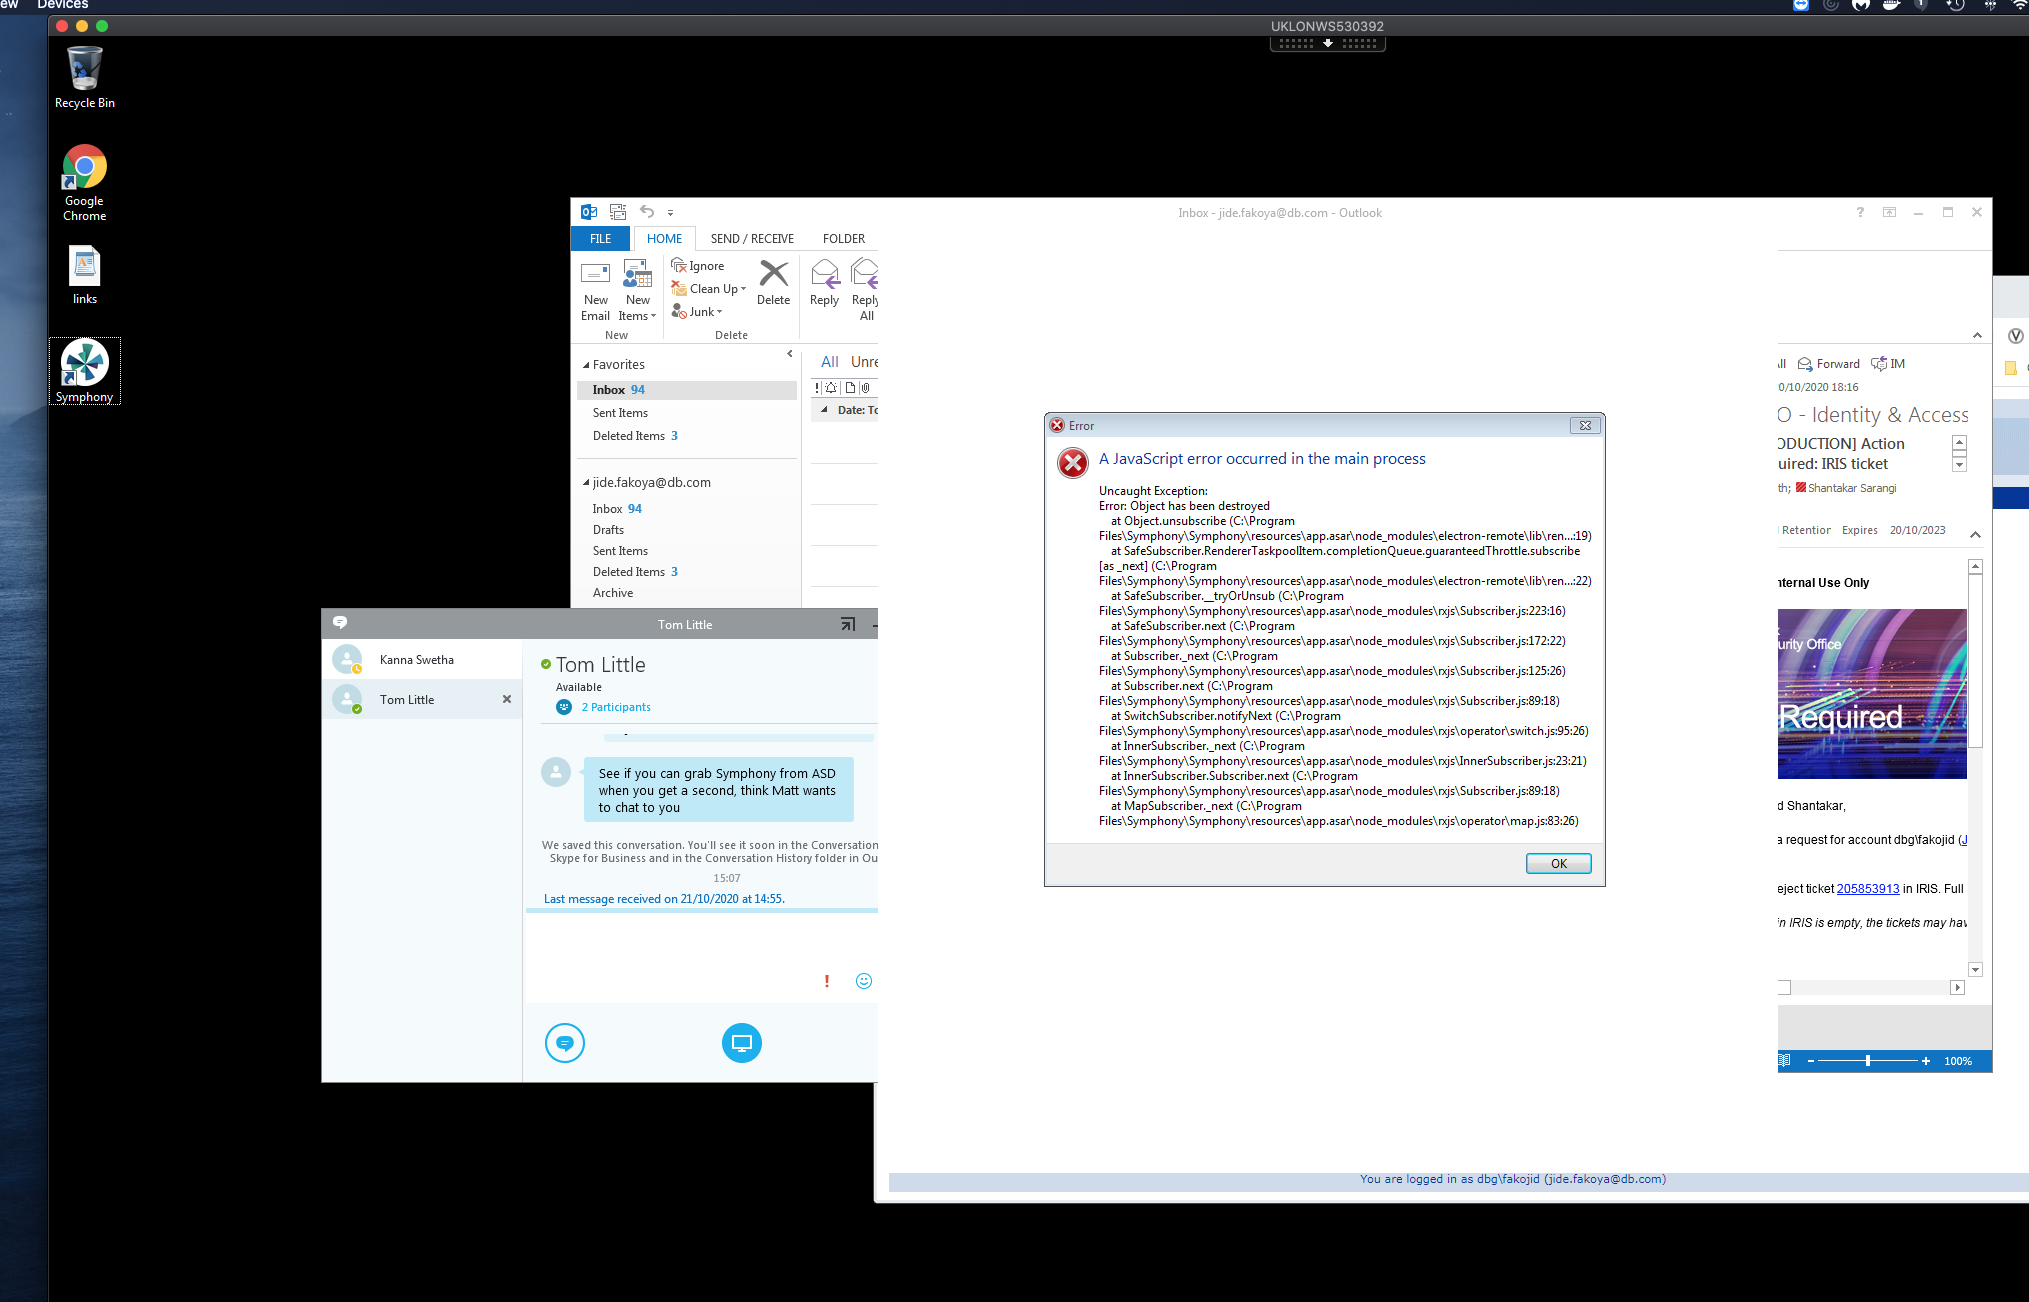 ew Devices
UKLONWS530392
Recycle Bin
Google
Chrome
links
Symphony
Inbox - jide.fakoya@db.com - Outlook
FILE HOME SEND / RECEIVE FOLDER
New
Email
New
Items
New
Ignore
Clean Up
Junk
Delete
Delete
Reply
Reply
All
Favorites
Inbox 94
Sent Items
Deleted Items 3
jide.fakoya@db.com
Inbox 94
Drafts
Sent Items
Deleted Items 3
Archive
All Unre
Date: To
Tom Little
Kanna Swetha
Tom Little
Tom Little
Available
2 Participants
See if you can grab Symphony from ASD
when you get a second, think Matt wants
to chat to you
We saved this conversation. You'll see it soon in the Conversation
Skype for Business and in the Conversation History folder in Ou
15:07
Last message received on 21/10/2020 at 14:55.
Error
A JavaScript error occurred in the main process
Uncaught Exception:
Error: Object has been destroyed
at Object.unsubscribe (C:\Program
Files\Symphony\Symphony\resources\app.asar\node_modules\electron-remote\lib\ren...:19)
at SafeSubscriber.RendererTaskpoolItem.completionQueue.guaranteedThrottle.subscribe
[as _next] (C:\Program
Files\Symphony\Symphony\resources\app.asar\node_modules\electron-remote\lib\ren...:22)
at SafeSubscriber.__tryOrUnsub (C:\Program
Files\Symphony\Symphony\resources\app.asar\node_modules\rxjs\Subscriber.js:223:16)
at SafeSubscriber.next (C:\Program
Files\Symphony\Symphony\resources\app.asar\node_modules\rxjs\Subscriber.js:172:22)
at Subscriber._next (C:\Program
Files\Symphony\Symphony\resources\app.asar\node_modules\rxjs\Subscriber.js:125:26)
at Subscriber.next (C:\Program
Files\Symphony\Symphony\resources\app.asar\node_modules\rxjs\Subscriber.js:89:18)
at SwitchSubscriber.notifyNext (C:\Program
Files\Symphony\Symphony\resources\app.asar\node_modules\rxjs\operator\switch.js:95:26)
at InnerSubscriber._next (C:\Program
Files\Symphony\Symphony\resources\app.asar\node_modules\rxjs\InnerSubscriber.js:23:21)
at InnerSubscriber.Subscriber.next (C:\Program
Files\Symphony\Symphony\resources\app.asar\node_modules\rxjs\Subscriber.js:89:18)
at MapSubscriber._next (C:\Program
Files\Symphony\Symphony\resources\app.asar\node_modules\rxjs\operator\map.js:83:26)
OK
ll Forward IM
0/10/2020 18:16
O - Identity & Access
ODUCTION] Action
uired: IRIS ticket
th; Shantakar Sarangi
Retention Expires 20/10/2023
nternal Use Only
urity Office
Required
d Shantakar,
a request for account dbg\fakojid (J
eject ticket 205853913 in IRIS. Full
in IRIS is empty, the tickets may hav
100%
You are logged in as dbg\fakojid (jide.fakoya@db.com)